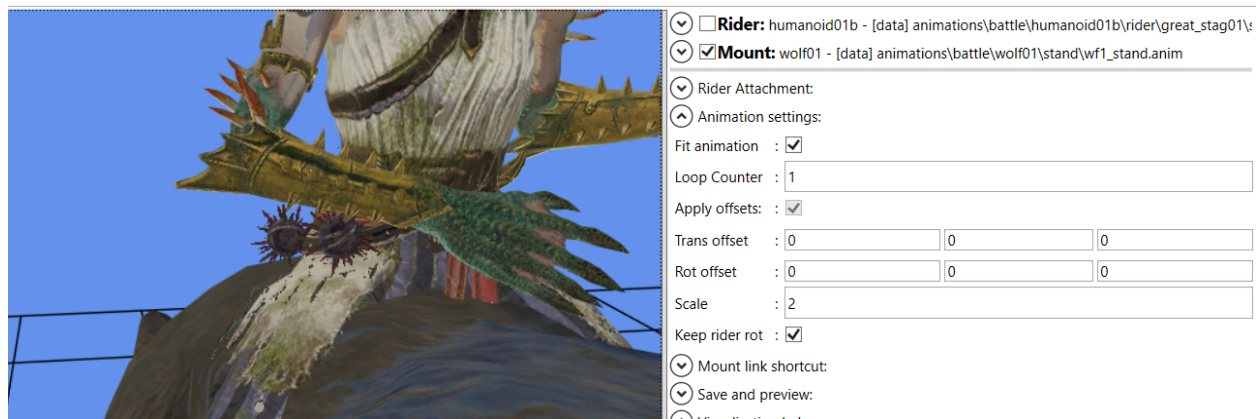 Rider: humanoid01b - [data] animations\battle\humanoid01b\rider\great_stag01\s
Mount: wolf01 - [data] animations\battle\wolf01\stand\wf1_stand.anim
Rider Attachment:
Animation settings:
Fit animation :
Loop Counter : 1
Apply offsets: :
Trans offset : 0 0 0
Rot offset : 0 0 0
Scale : 2
Keep rider rot :
Mount link shortcut:
Save and preview: